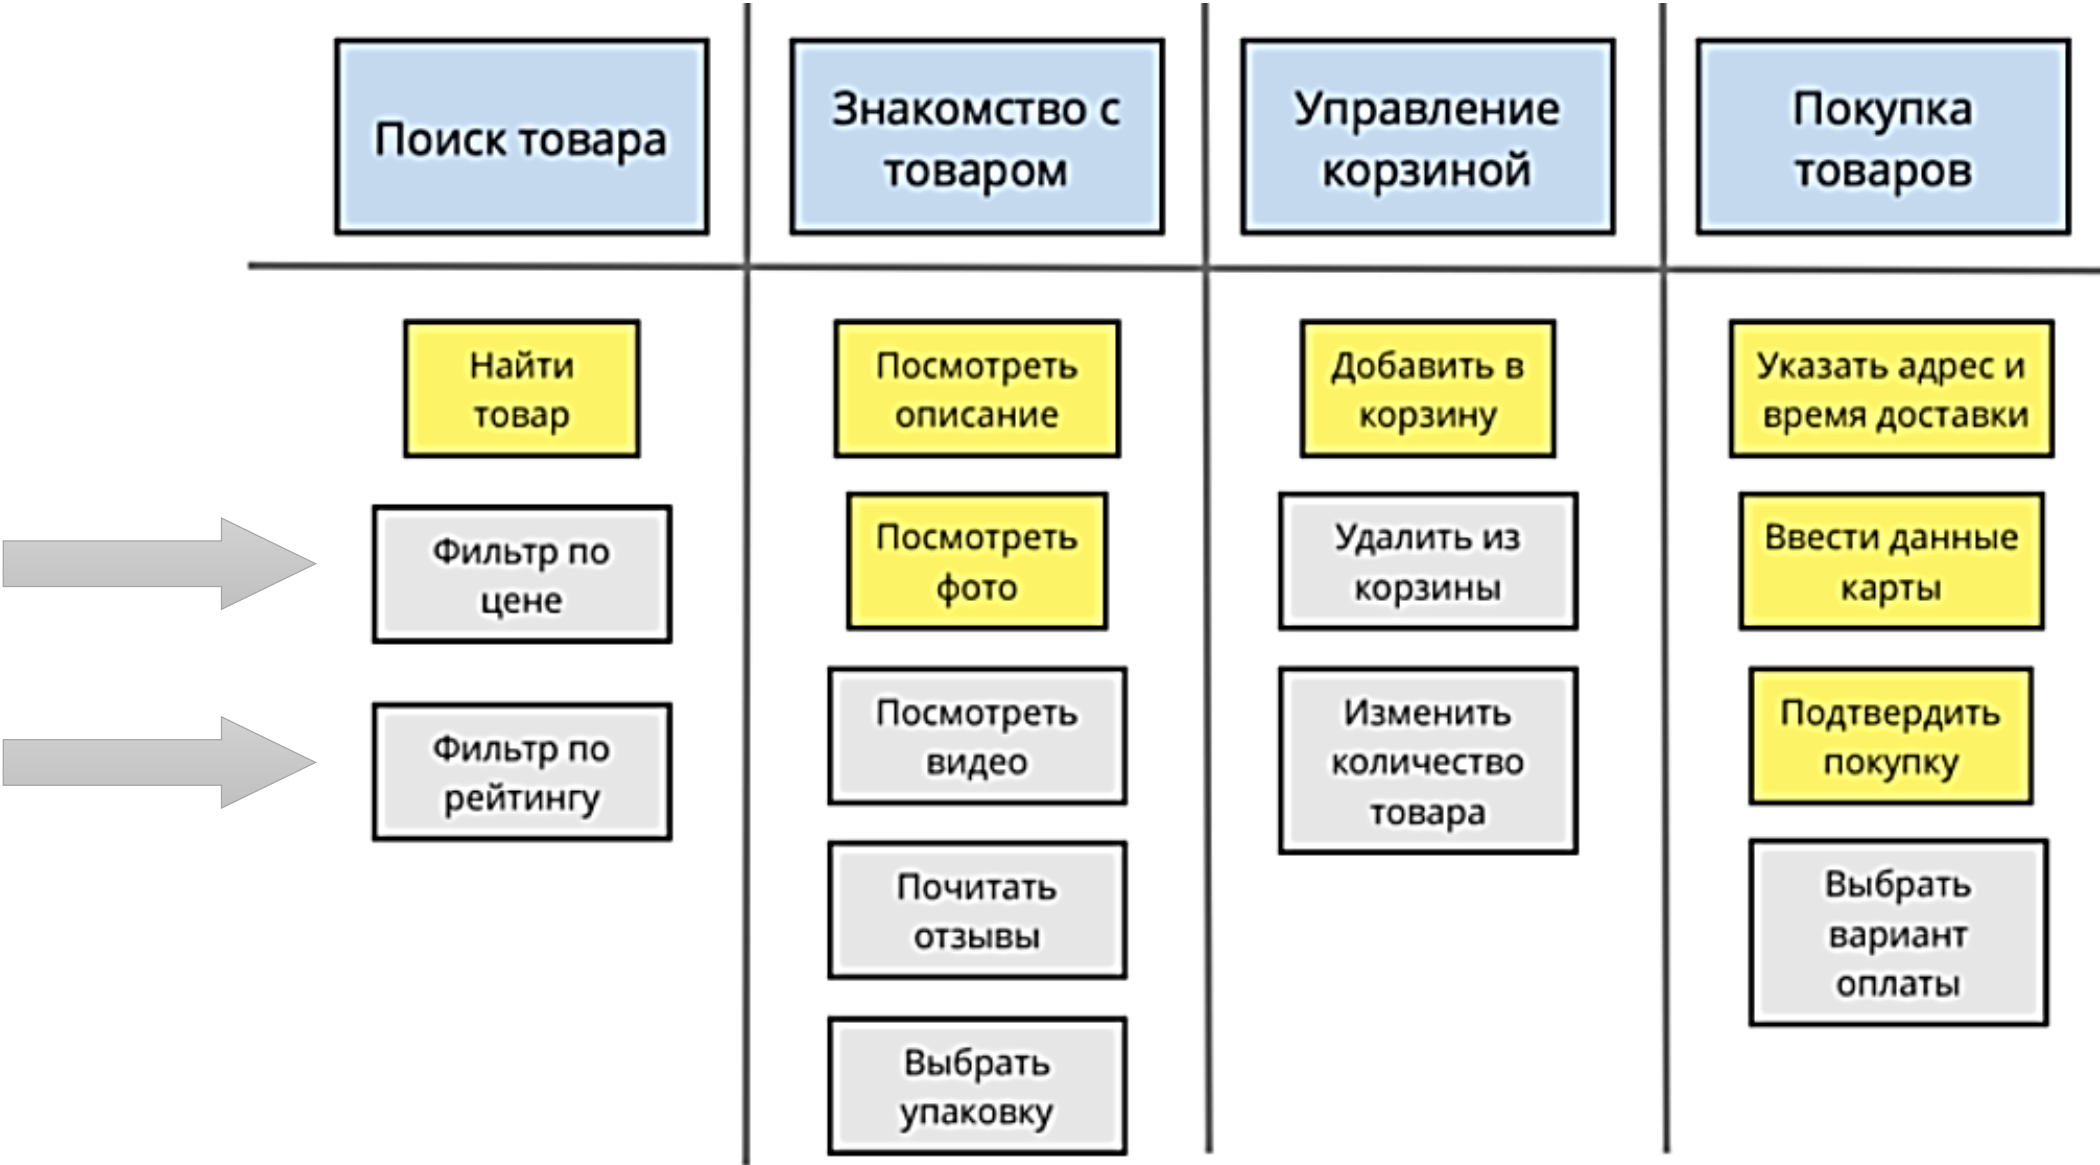 Поиск товара
Знакомство с
товаром
Управление
корзиной
Покупка
товаров
Найти
товар
Фильтр по
цене
Фильтр по
рейтингу
Посмотреть
описание
Посмотреть
фото
Посмотреть
видео
Почитать
отзывы
Выбрать
упаковку
Добавить в
корзину
Удалить из
корзины
Изменить
количество
товара
Указать адрес и
время доставки
Ввести данные
карты
Подтвердить
покупку
Выбрать
вариант
оплаты